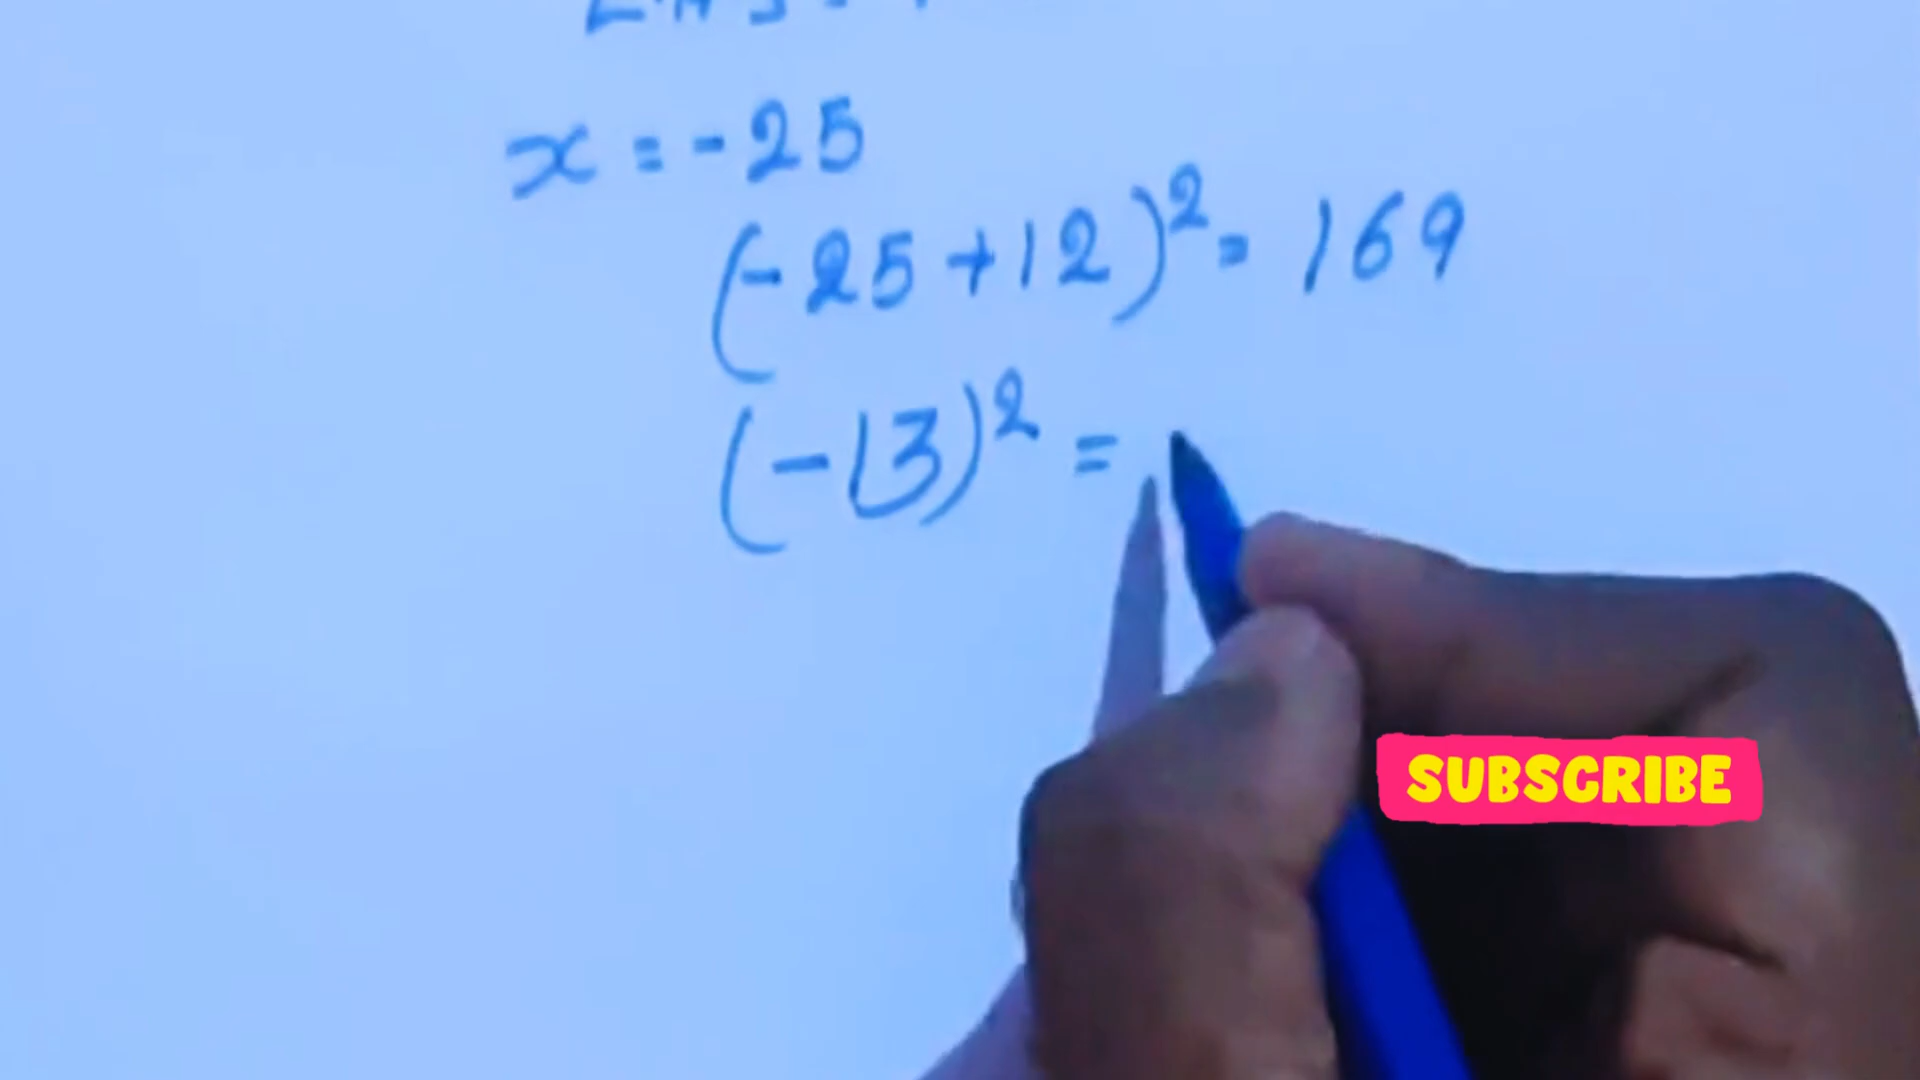 x = -25
(-25+12)² = 169
(-13)² =
SUBSCRIBE